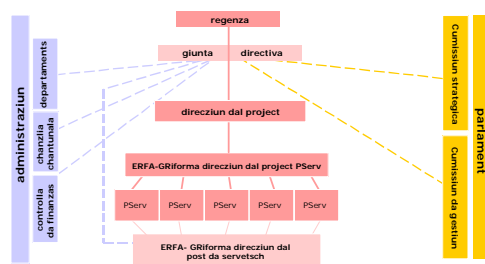 regenza
giunta directiva
direcziun dal project
ERFA-GRiforma direcziun dal project PServ
PServ PServ PServ PServ PServ
ERFA- GRiforma direcziun dal
post da servetsch
administraziun
departaments
chanzlia
chantunala
controlla
da finanzas
Cumissiun strategica
Cumissiun da gestiun
parlament